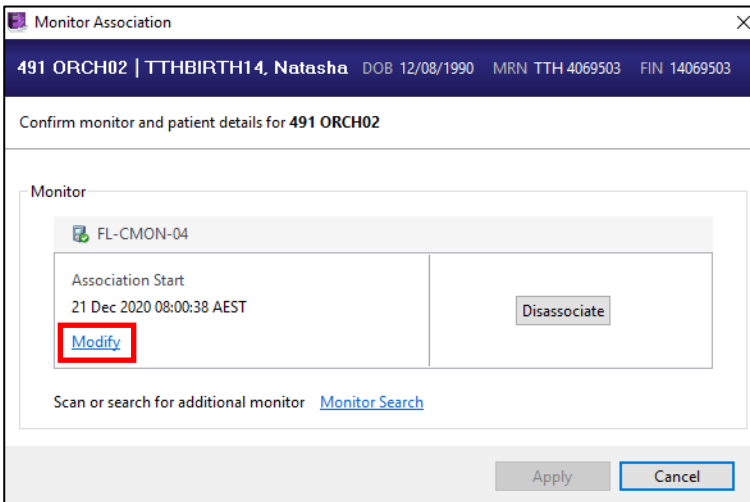 Monitor Association
491 ORCH02 | TTHBIRTH14, Natasha DOB 12/08/1990 MRN TTH 4069503 FIN 14069503
Confirm monitor and patient details for 491 ORCH02
Monitor
FL-CMON-04
Association Start
21 Dec 2020 08:00:38 AEST
Disassociate
Modify
Scan or search for additional monitor Monitor Search
Apply Cancel